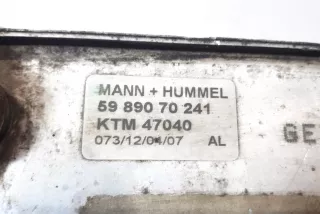 MANN + HUMMEL
59 890 70 241
KTM 47040
073/12/04/07 AL
GE